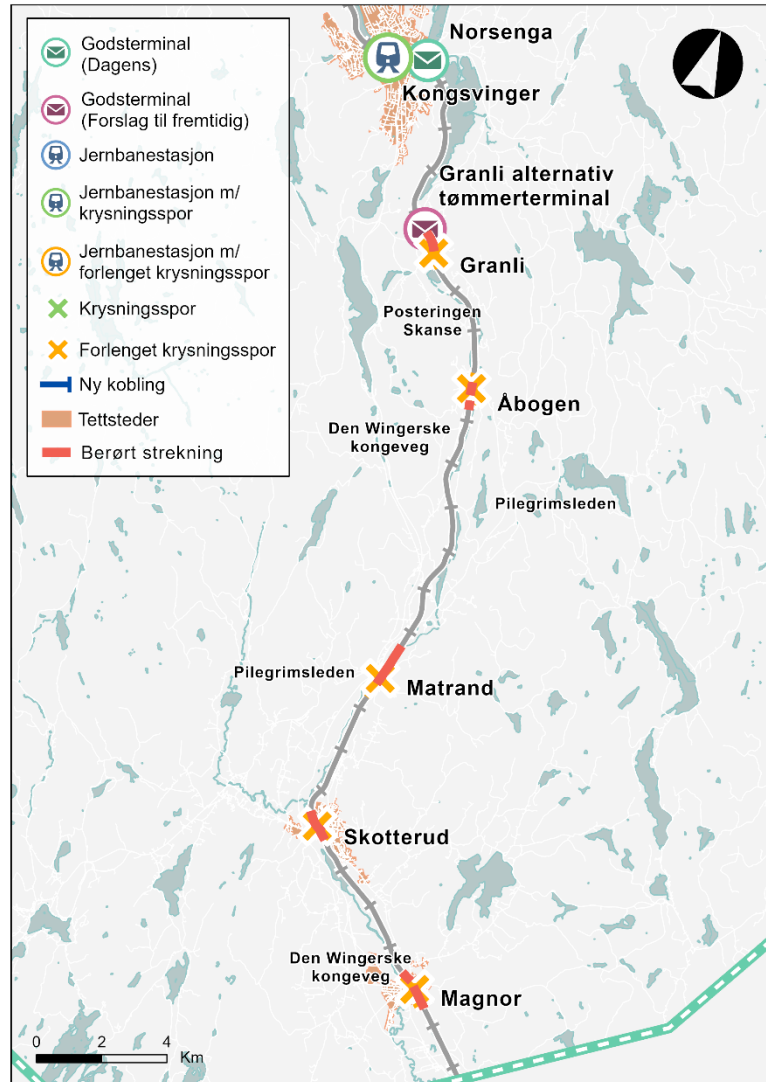 Godsterminal
(Dagens)
Godsterminal
(Forslag til fremtidig)
Jernbanestasjon
Jernbanestasjon m/
krysningsspor
Jernbanestasjon m/
forlenget krysningsspor
Krysningsspor
Forlenget krysningsspor
Ny kobling
Tettsteder
Berørt strekning
Norsenga
Kongsvinger
Granli alternativ
tømmerterminal
Granli
Posteringen
Skanse
Åbogen
Den Wingerske
kongeveg
Pilegrimsleden
Pilegrimsleden
Matrand
Skotterud
Den Wingerske
kongeveg
Magnor
0 2 4
Km